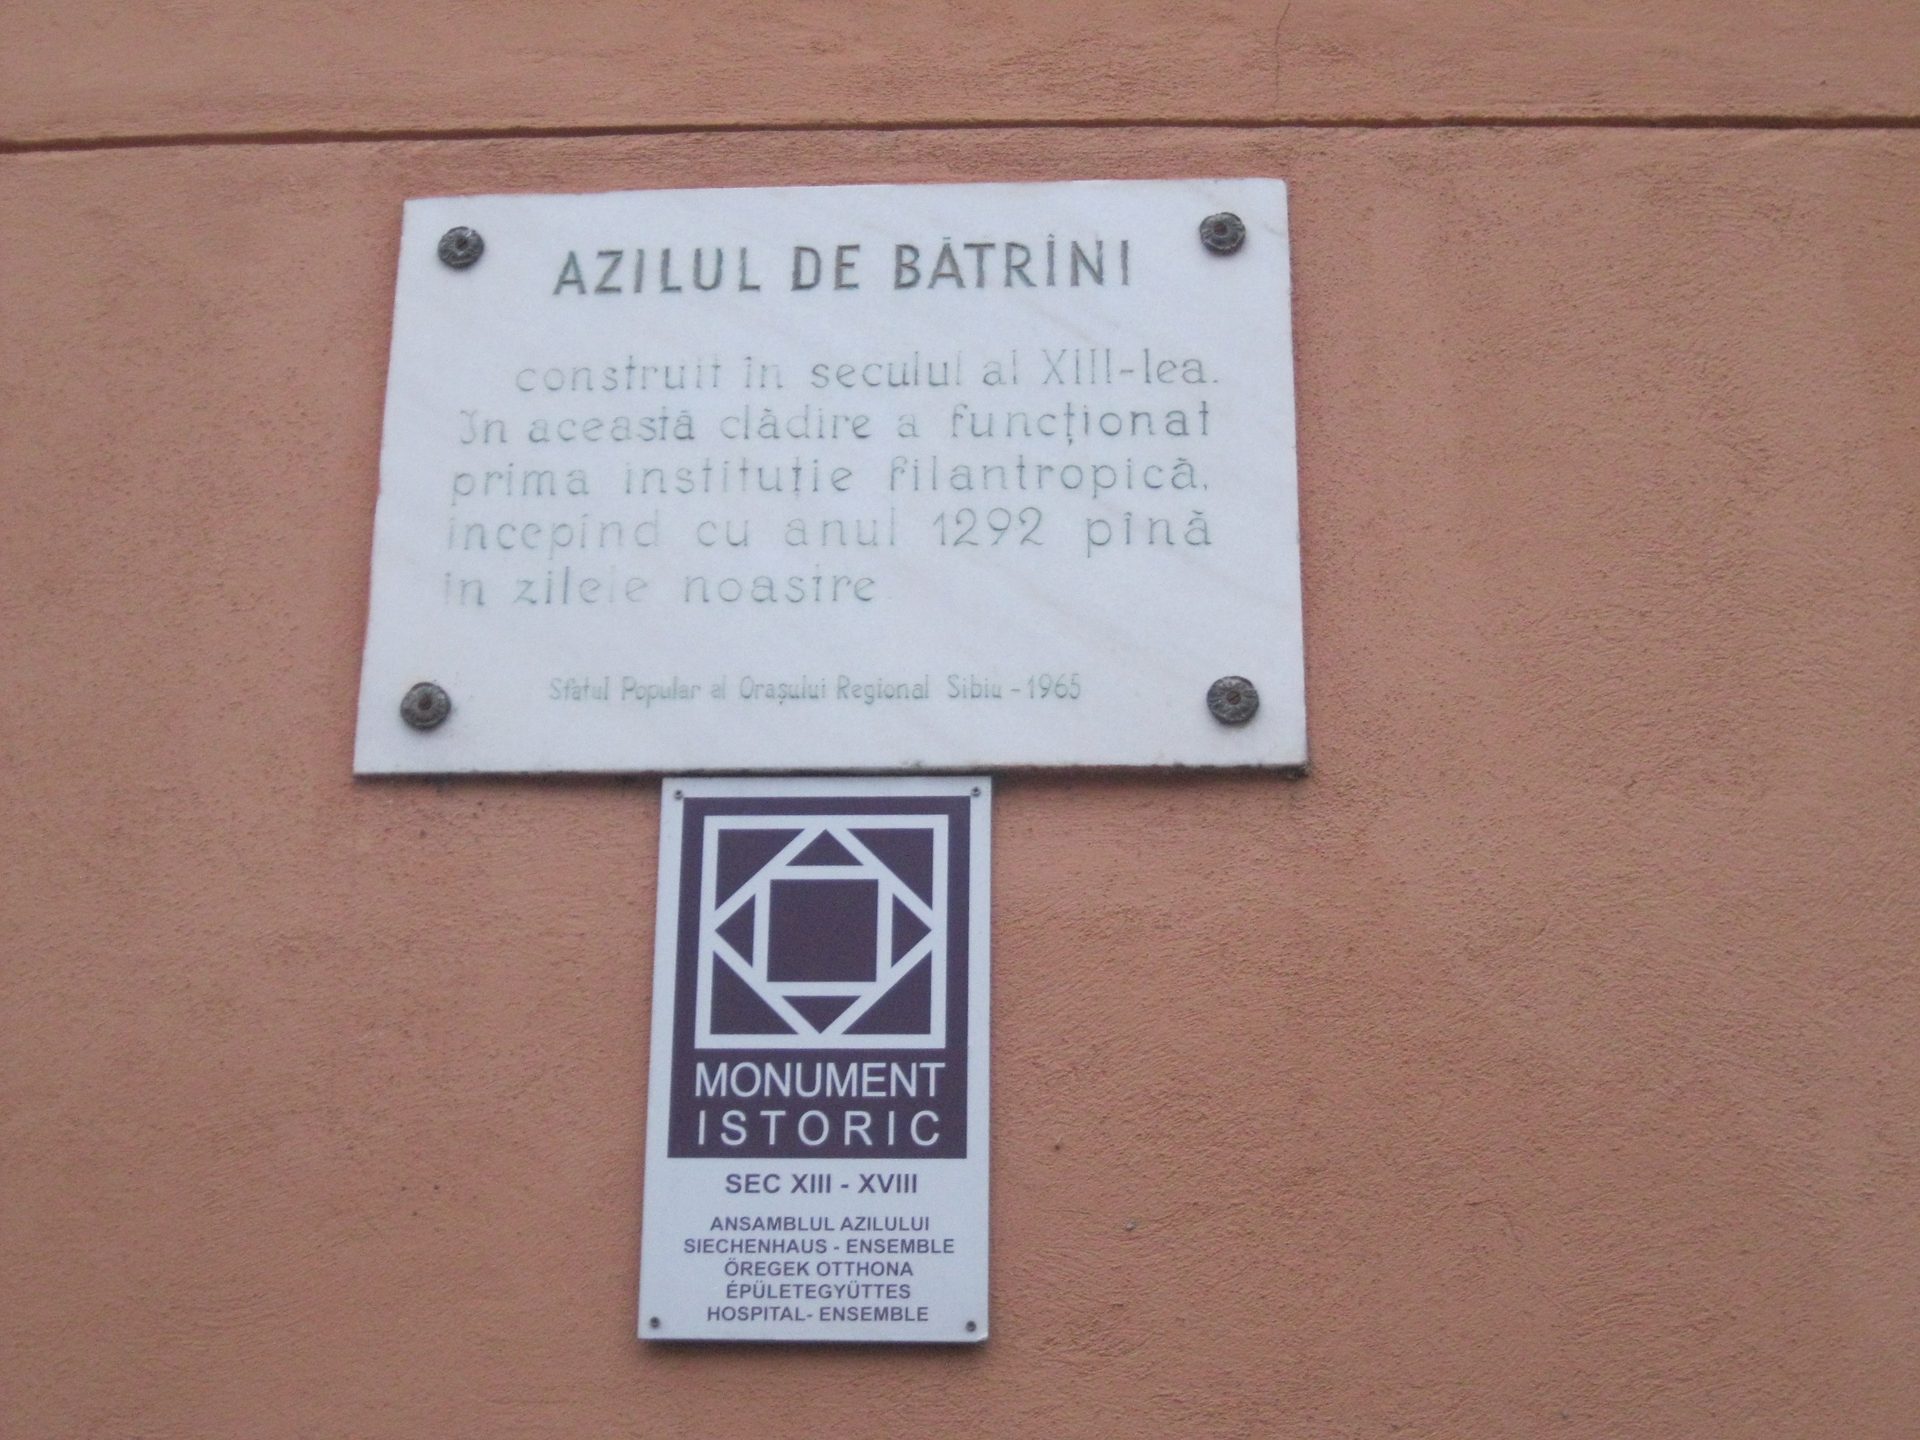 AZILUL DE BĂTRÎNI
construit în seculul al XIII-lea.
In această clădire a funcționat
prima instituție filantropică,
începînd cu anul 1292 pînă
în zilele noastre
Sfatul Popular al Orașului Regional Sibiu - 1965
MONUMENT
ISTORIC
SEC XIII - XVIII
ANSAMBLUL AZILULUI
SIECHENHAUS - ENSEMBLE
ÖREGEK OTTHONA
ÉPÜLETEGYÜTTES
HOSPITAL- ENSEMBLE